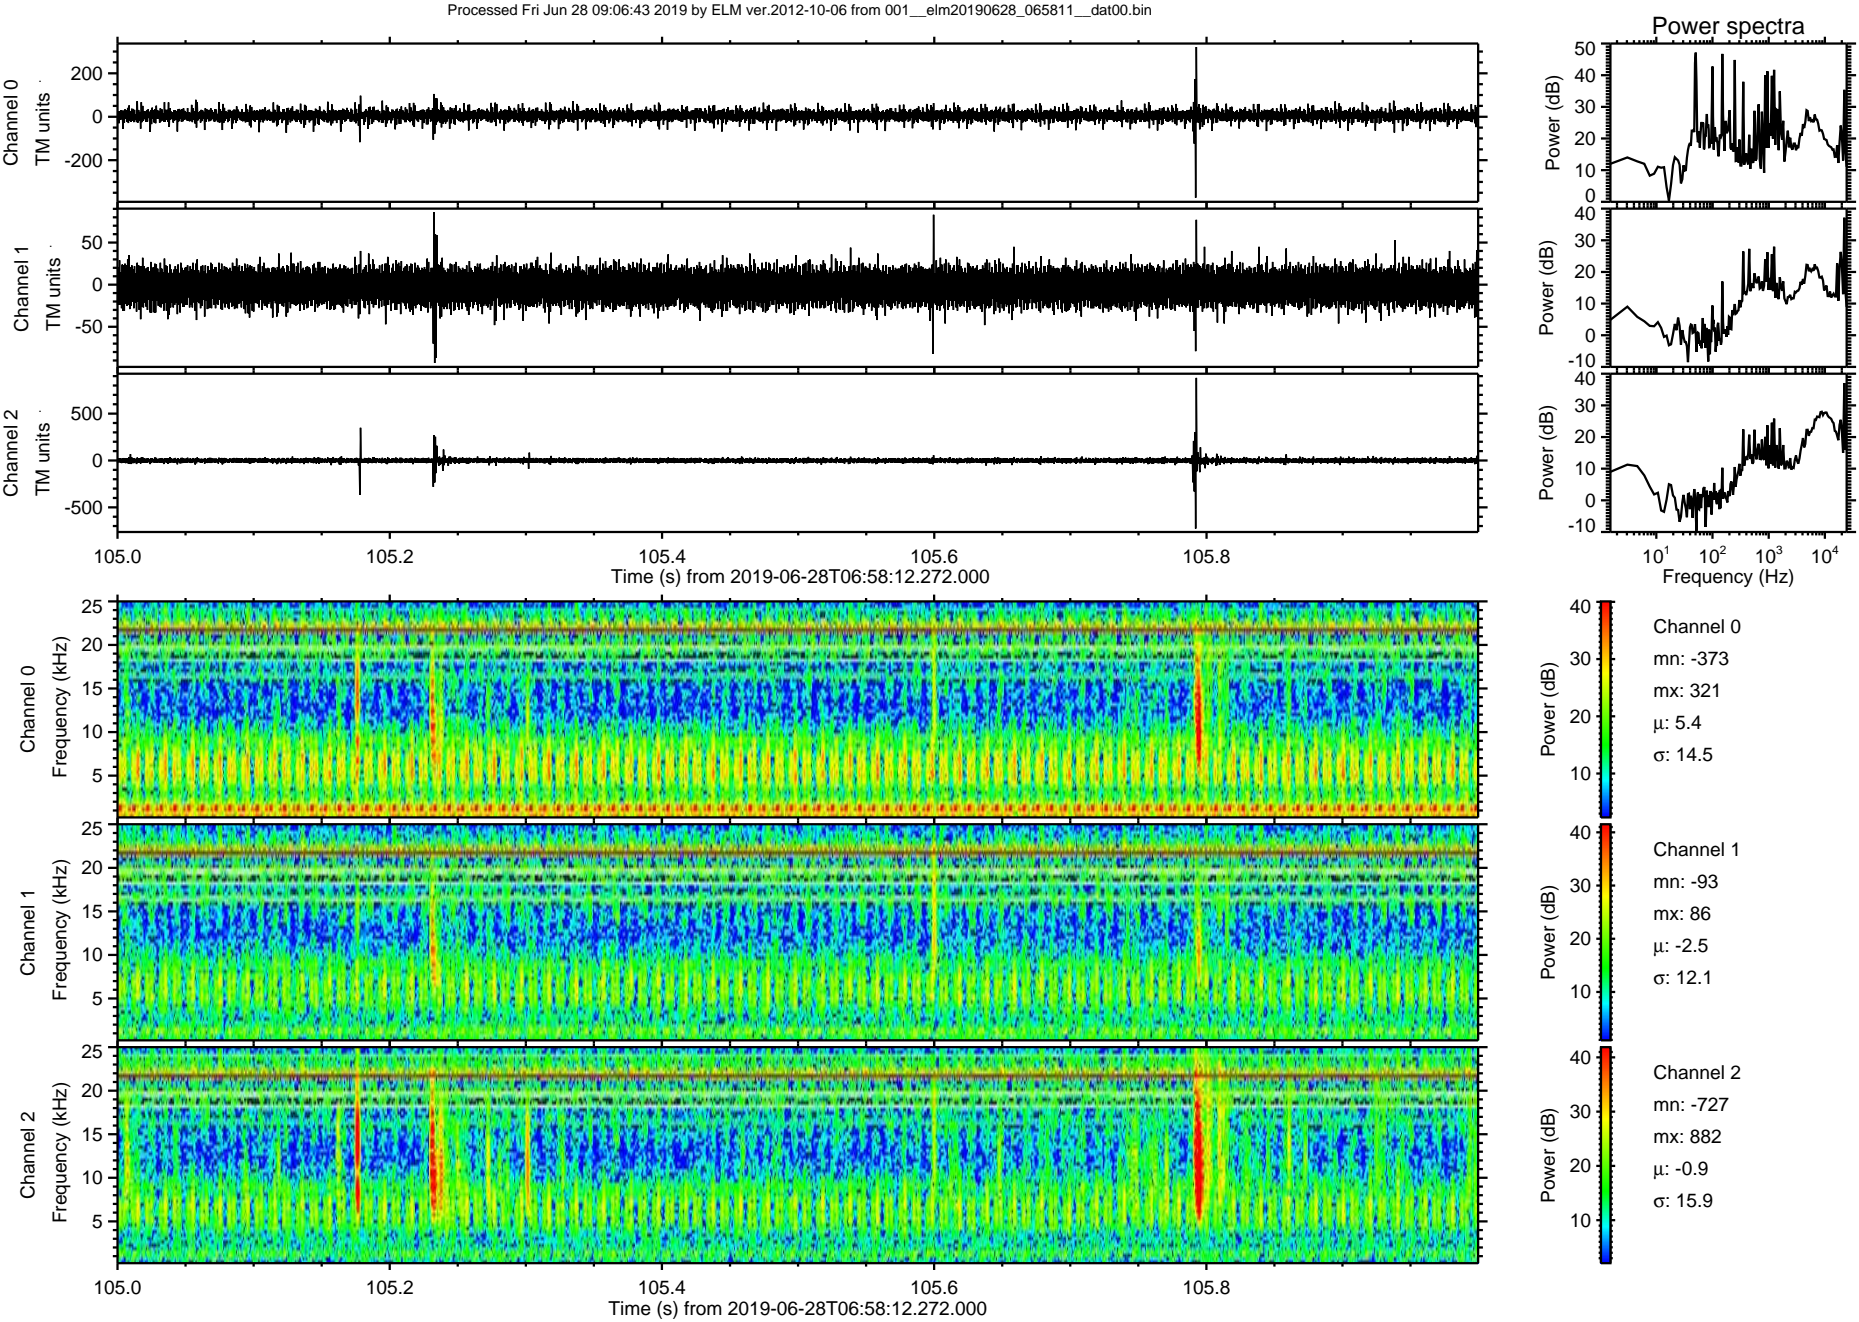 Processed Fri Jun 28 09:06:43 2019 by ELM ver.2012-10-06 from 001__elm20190628_065811__dat00.bin
Power spectra
Channel 0
TM units
200
0
-200
Power (dB)
50
40
30
20
10
0
Channel 1
TM units
50
0
-50
Power (dB)
40
30
20
10
0
-10
Channel 2
TM units
500
0
-500
Power (dB)
40
30
20
10
0
-10
105.0 105.2 105.4 105.6 105.8
Time (s) from 2019-06-28T06:58:12.272.000
10^1 10^2 10^3 10^4
Frequency (Hz)
Channel 0
Frequency (kHz)
25
20
15
10
5
Power (dB)
40
30
20
10
Channel 0
mn: -373
mx: 321
μ: 5.4
σ: 14.5
Channel 1
Frequency (kHz)
25
20
15
10
5
Power (dB)
40
30
20
10
Channel 1
mn: -93
mx: 86
μ: -2.5
σ: 12.1
Channel 2
Frequency (kHz)
25
20
15
10
5
Power (dB)
40
30
20
10
Channel 2
mn: -727
mx: 882
μ: -0.9
σ: 15.9
105.0 105.2 105.4 105.6 105.8
Time (s) from 2019-06-28T06:58:12.272.000